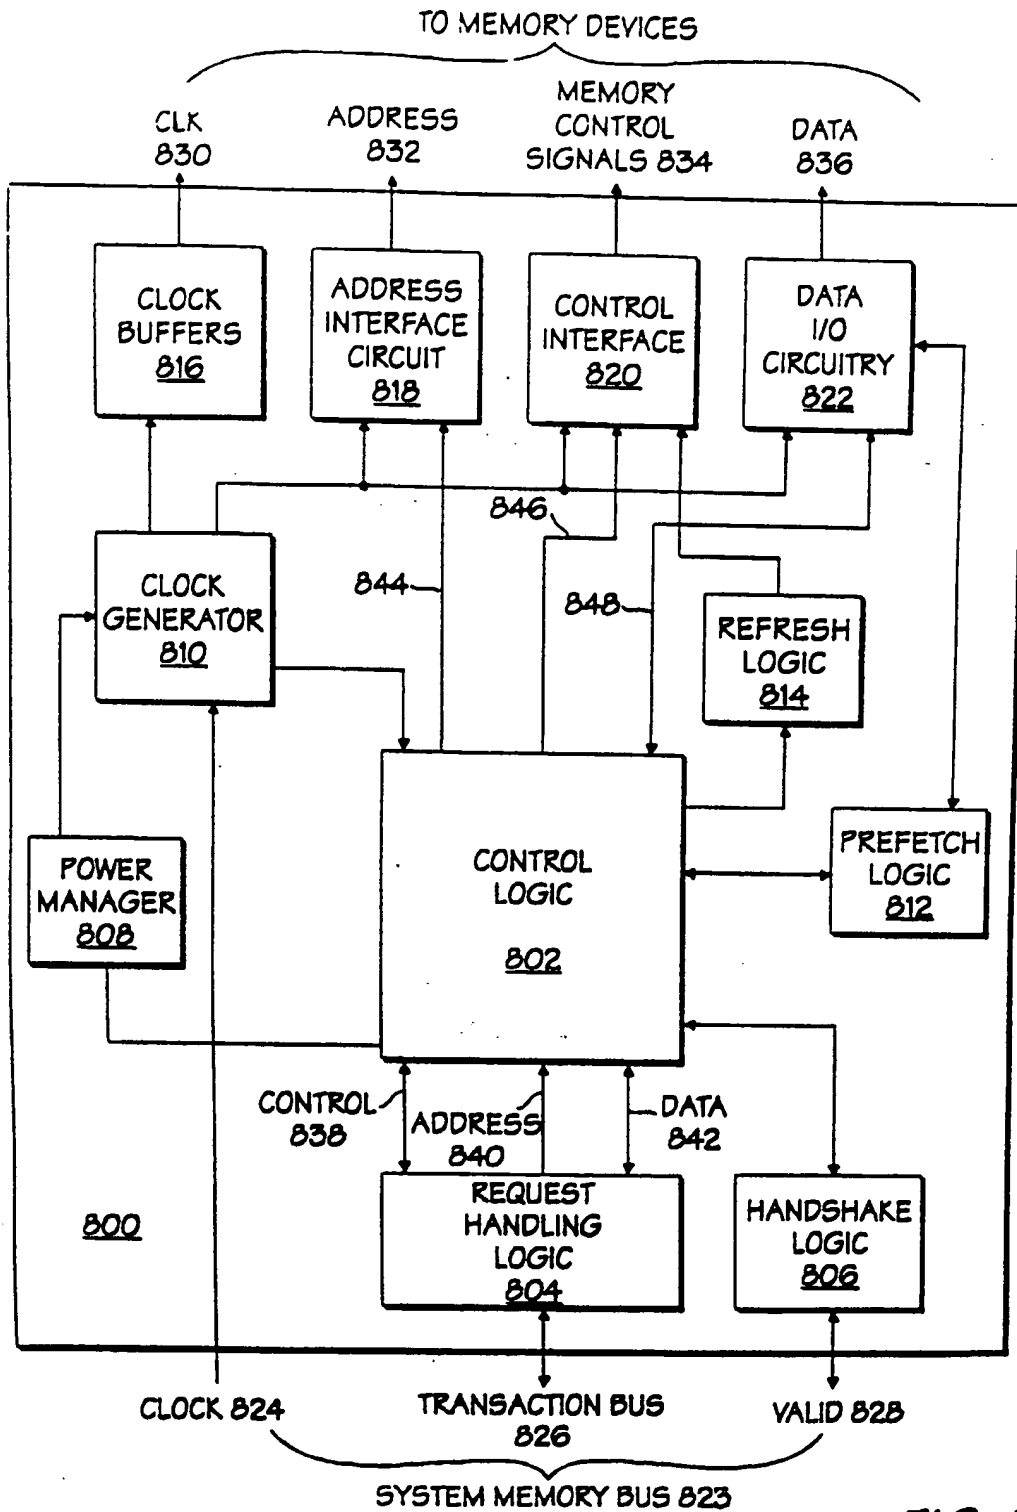 TO MEMORY DEVICES
CLK
830
ADDRESS
832
MEMORY
CONTROL
SIGNALS 834
DATA
836
CLOCK
BUFFERS
816
ADDRESS
INTERFACE
CIRCUIT
818
CONTROL
INTERFACE
820
DATA
I/O
CIRCUITRY
822
846
844
848
CLOCK
GENERATOR
810
REFRESH
LOGIC
814
POWER
MANAGER
808
CONTROL
LOGIC
802
PREFETCH
LOGIC
812
CONTROL
838
ADDRESS
840
DATA
842
800
REQUEST
HANDLING
LOGIC
804
HANDSHAKE
LOGIC
806
CLOCK 824
TRANSACTION BUS
826
VALID 828
SYSTEM MEMORY BUS 823